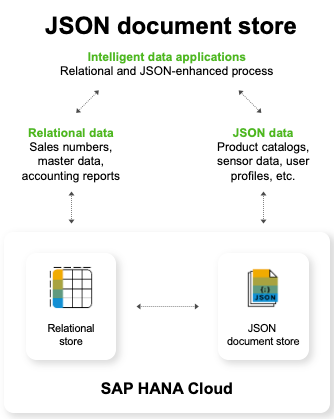 JSON document store
Intelligent data applications
Relational and JSON-enhanced process
Relational data
Sales numbers,
master data,
accounting reports
JSON data
Product catalogs,
sensor data, user
profiles, etc.
{}
JSON
Relational
store
JSON
document store
SAP HANA Cloud